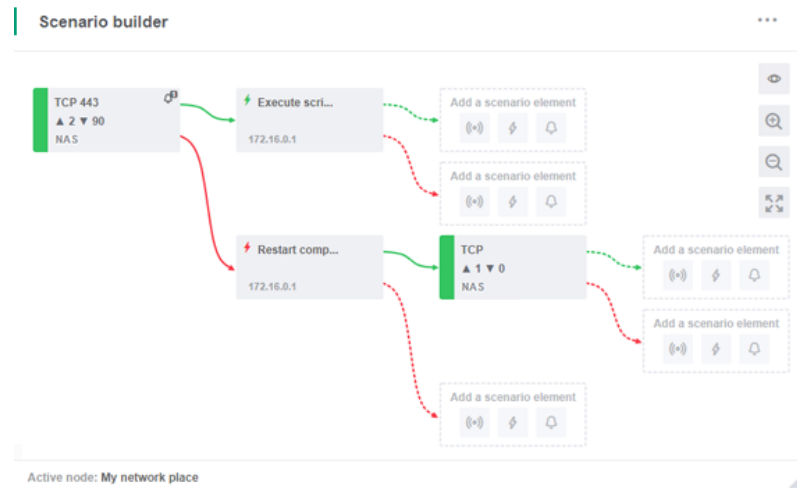 Scenario builder
TCP 443
▲ 2 ▼ 90
NAS
Execute scri...
172.16.0.1
Add a scenario element
Add a scenario element
Restart comp...
172.16.0.1
TCP
▲ 1 ▼ 0
NAS
Add a scenario element
Add a scenario element
Add a scenario element
Active node: My network place